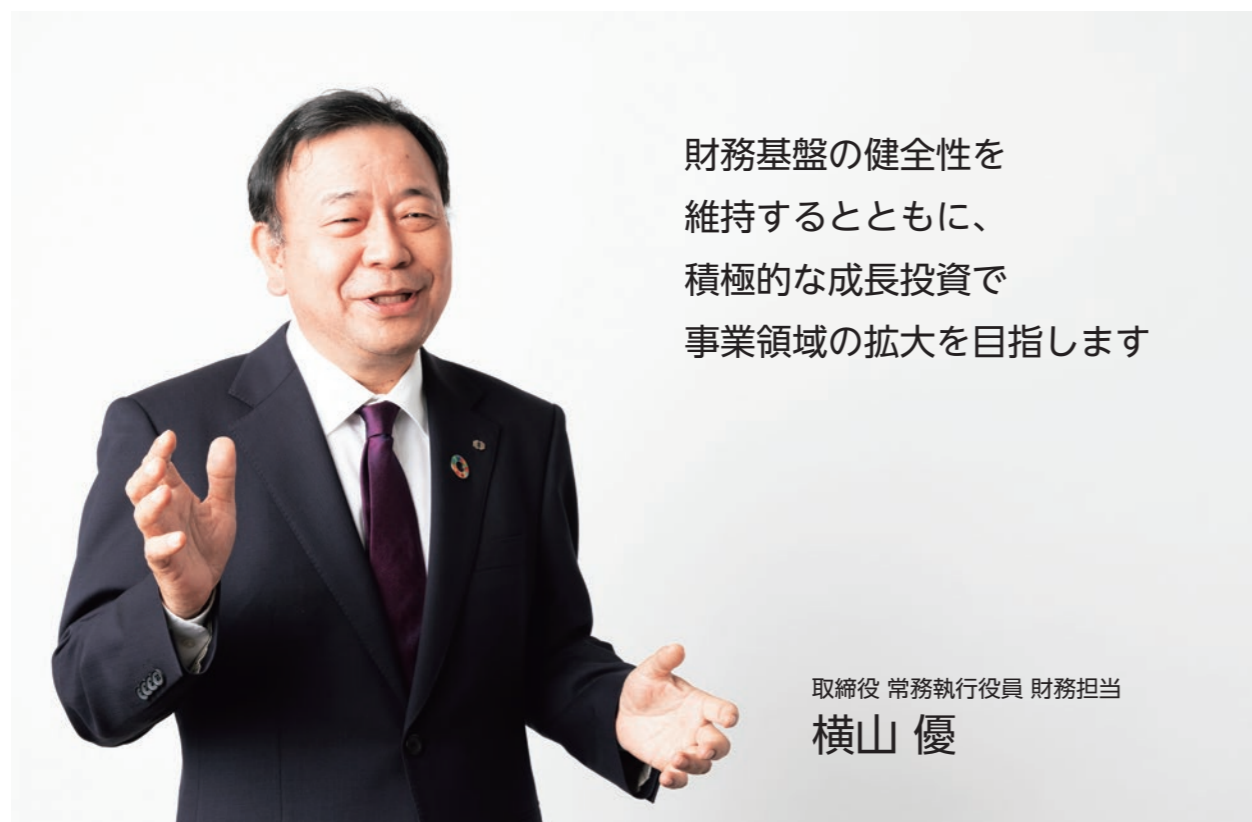 財務基盤の健全性を
維持するとともに、
積極的な成長投資で
事業領域の拡大を目指します
取締役 常務執行役員 財務担当
横山 優